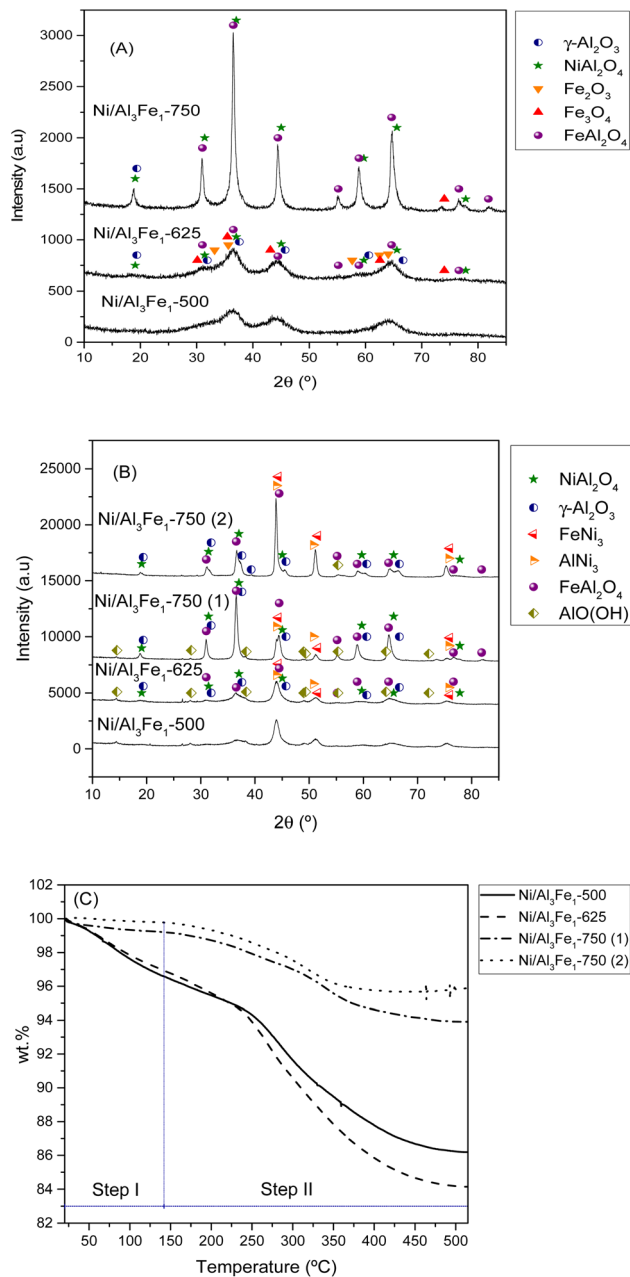 (A)
γ-Al₂O₃
NiAl₂O₄
Fe₂O₃
Fe₃O₄
FeAl₂O₄
Intensity (a.u)
3000
2500
2000
1500
1000
500
0
Ni/Al₃Fe₁-750
Ni/Al₃Fe₁-625
Ni/Al₃Fe₁-500
10 20 30 40 50 60 70 80
2θ (º)
(B)
NiAl₂O₄
γ-Al₂O₃
FeNi₃
AlNi₃
FeAl₂O₄
AlO(OH)
Intensity (a.u)
25000
20000
15000
10000
5000
0
Ni/Al₃Fe₁-750 (2)
Ni/Al₃Fe₁-750 (1)
Ni/Al₃Fe₁-625
Ni/Al₃Fe₁-500
10 20 30 40 50 60 70 80
2θ (º)
(C)
Ni/Al₃Fe₁-500
Ni/Al₃Fe₁-625
Ni/Al₃Fe₁-750 (1)
Ni/Al₃Fe₁-750 (2)
wt.%
102
100
98
96
94
92
90
88
86
84
82
Step I
Step II
50 100 150 200 250 300 350 400 450 500
Temperature (ºC)